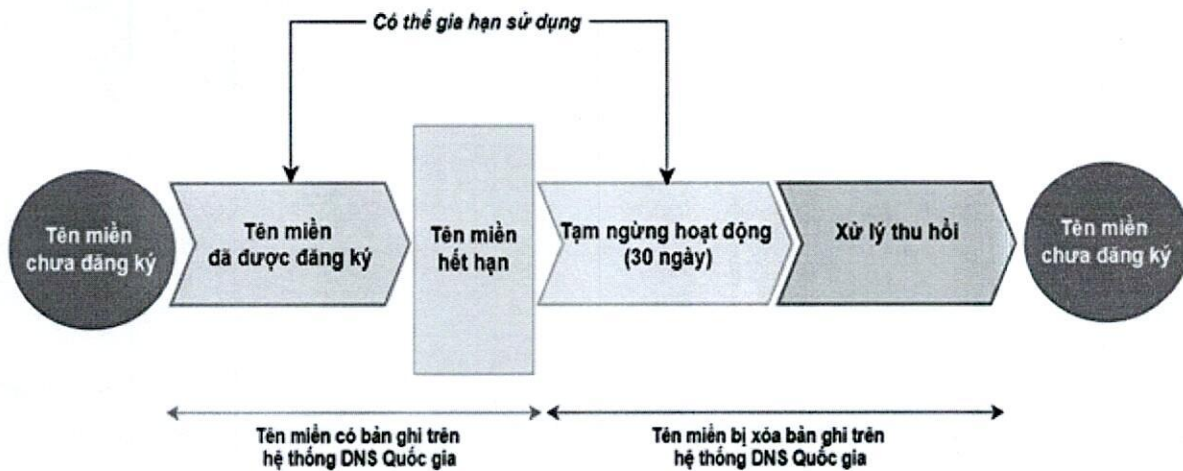 Có thể gia hạn sử dụng
Tên miền
chưa đăng ký
Tên miền
đã được đăng ký
Tên miền
hết hạn
Tạm ngừng hoạt động
(30 ngày)
Xử lý thu hồi
Tên miền
chưa đăng ký
Tên miền có bản ghi trên
hệ thống DNS Quốc gia
Tên miền bị xóa bản ghi trên
hệ thống DNS Quốc gia